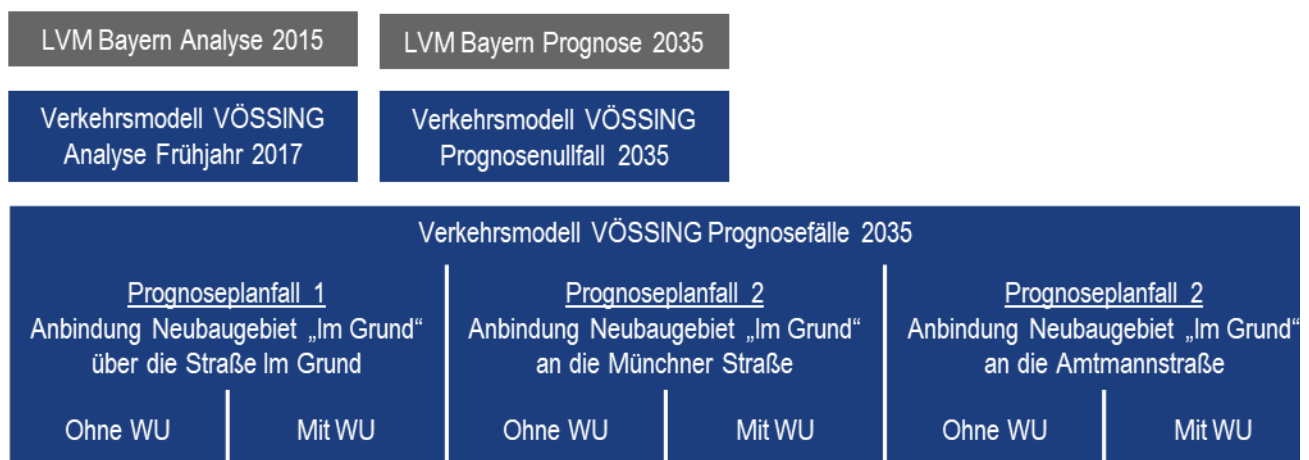 LVM Bayern Analyse 2015
LVM Bayern Prognose 2035
Verkehrsmodell VÖSSING
Analyse Frühjahr 2017
Verkehrsmodell VÖSSING
Prognosenullfall 2035
Verkehrsmodell VÖSSING Prognosefälle 2035
Prognoseplanfall 1
Anbindung Neubaugebiet „Im Grund“
über die Straße Im Grund
Ohne WU
Mit WU
Prognoseplanfall 2
Anbindung Neubaugebiet „Im Grund“
an die Münchner Straße
Ohne WU
Mit WU
Prognoseplanfall 2
Anbindung Neubaugebiet „Im Grund“
an die Amtmannstraße
Ohne WU
Mit WU